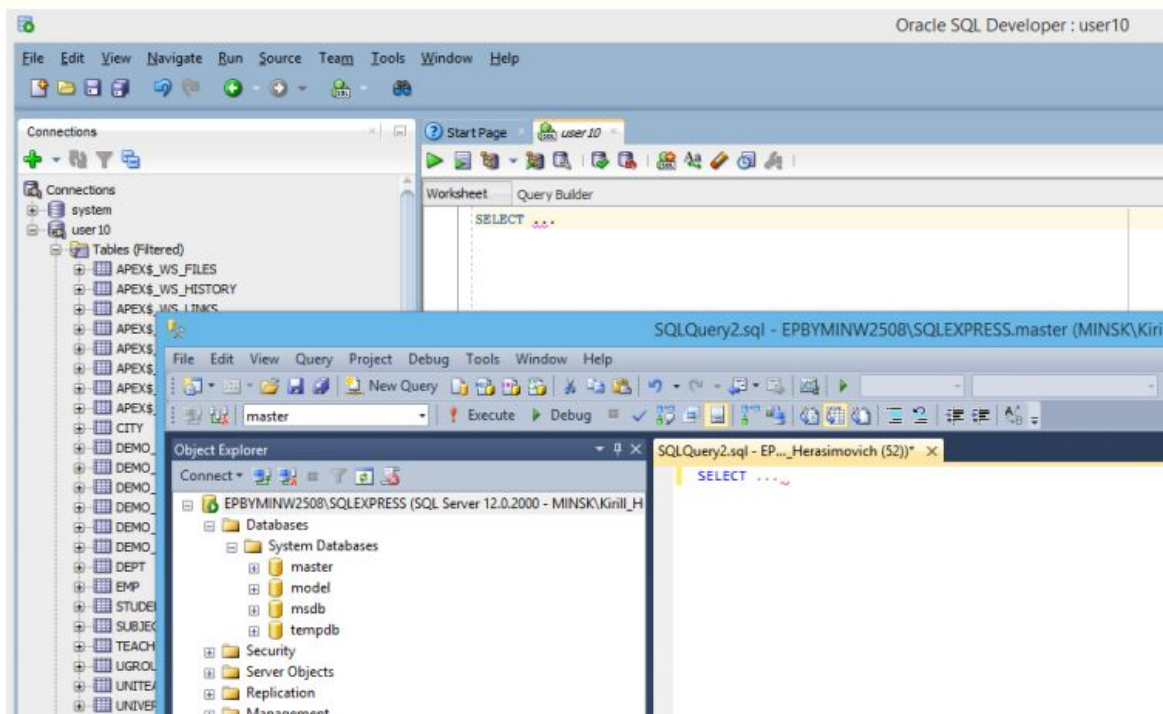 Oracle SQL Developer : user10
File Edit View Navigate Run Source Team Tools Window Help
Connections
Start Page
user10
Connections
system
user10
Tables (Filtered)
APEX$_WS_FILES
APEX$_WS_HISTORY
APEX$_WS_LINKS
APEX$_
APEX$_
APEX$_
APEX$_
APEX$_
CITY
DEMO_
DEMO_
DEMO_
DEMO_
DEMO_
DEMO_
DEPT
EMP
STUDE
SUBJEC
TEACH
UGROU
UNITEA
UNIVER
Worksheet Query Builder
SELECT ...
SQLQuery2.sql - EPBYMINW2508\SQLEXPRESS.master (MINSK\Kiri
File Edit View Query Project Debug Tools Window Help
New Query
master
Execute Debug
Object Explorer
Connect
EPBYMINW2508\SQLEXPRESS (SQL Server 12.0.2000 - MINSK\Kirill_H
Databases
System Databases
master
model
msdb
tempdb
Security
Server Objects
Replication
Management
SQLQuery2.sql - EP..._Herasimovich (52))*
SELECT ...